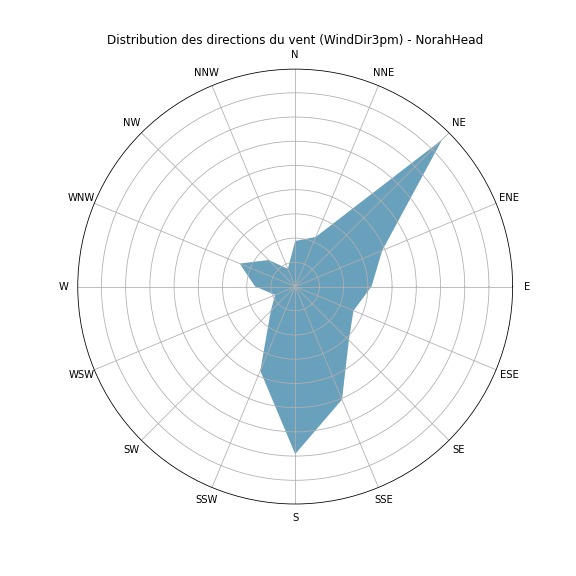 Distribution des directions du vent (WindDir3pm) - NorahHead
N
NNW
NNE
NW
NE
WNW
ENE
W
E
WSW
ESE
SW
SE
SSW
SSE
S